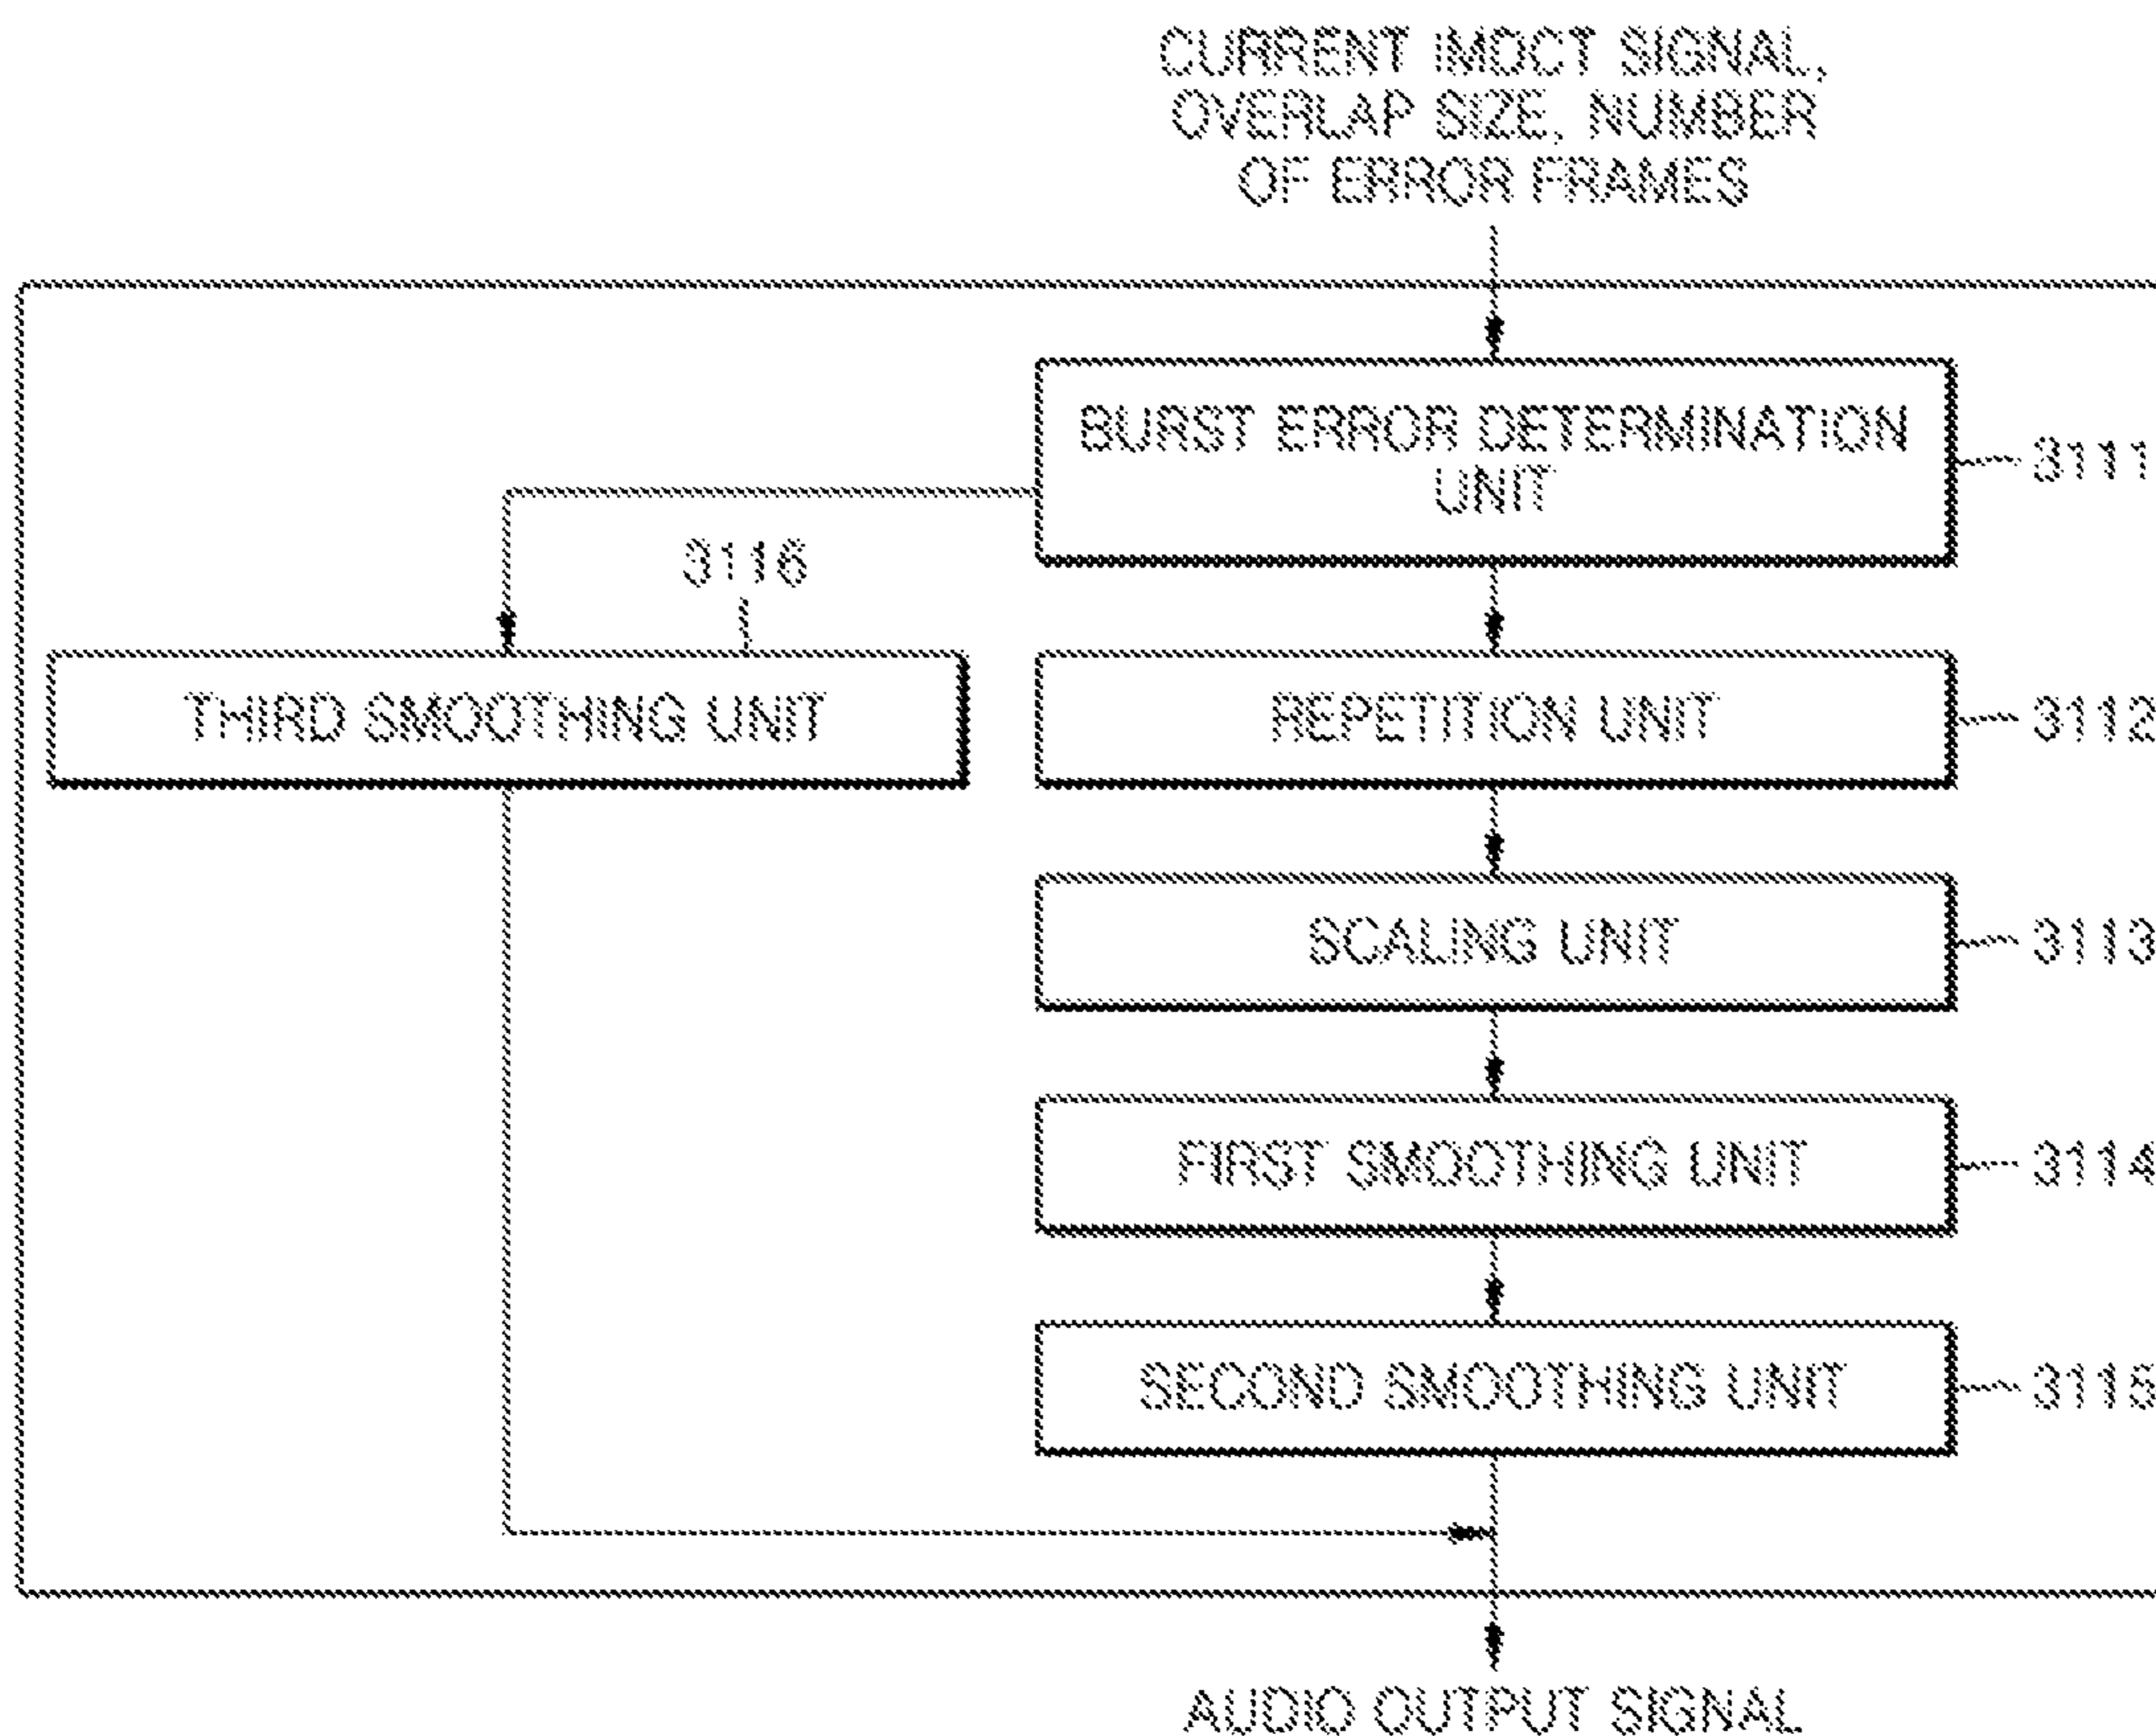 CURRENT IMDCT SIGNAL,
OVERLAP SIZE, NUMBER
OF ERROR FRAMES
BURST ERROR DETERMINATION
UNIT
3111
3116
THIRD SMOOTHING UNIT
REPETITION UNIT
3112
SCALING UNIT
3113
FIRST SMOOTHING UNIT
3114
SECOND SMOOTHING UNIT
3115
AUDIO OUTPUT SIGNAL